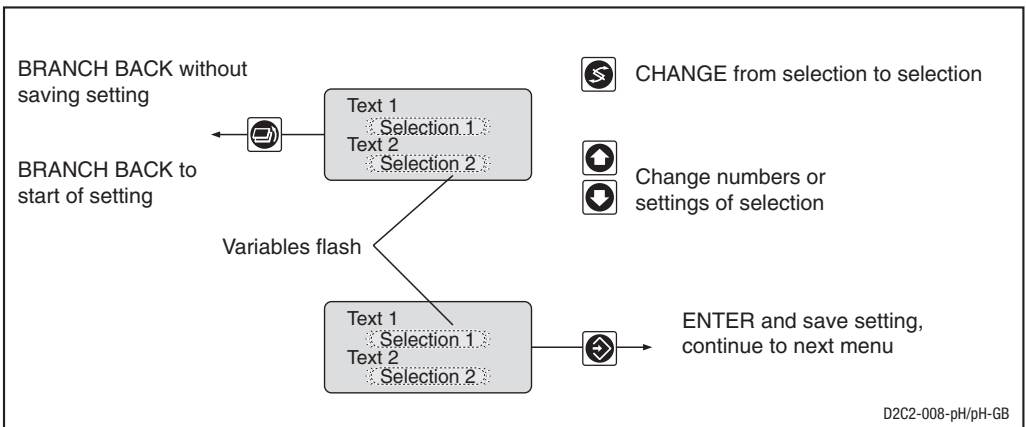 BRANCH BACK without
saving setting
BRANCH BACK to
start of setting
Text 1
Selection 1
Text 2
Selection 2
CHANGE from selection to selection
Change numbers or
settings of selection
Variables flash
Text 1
Selection 1
Text 2
Selection 2
ENTER and save setting,
continue to next menu
D2C2-008-pH/pH-GB